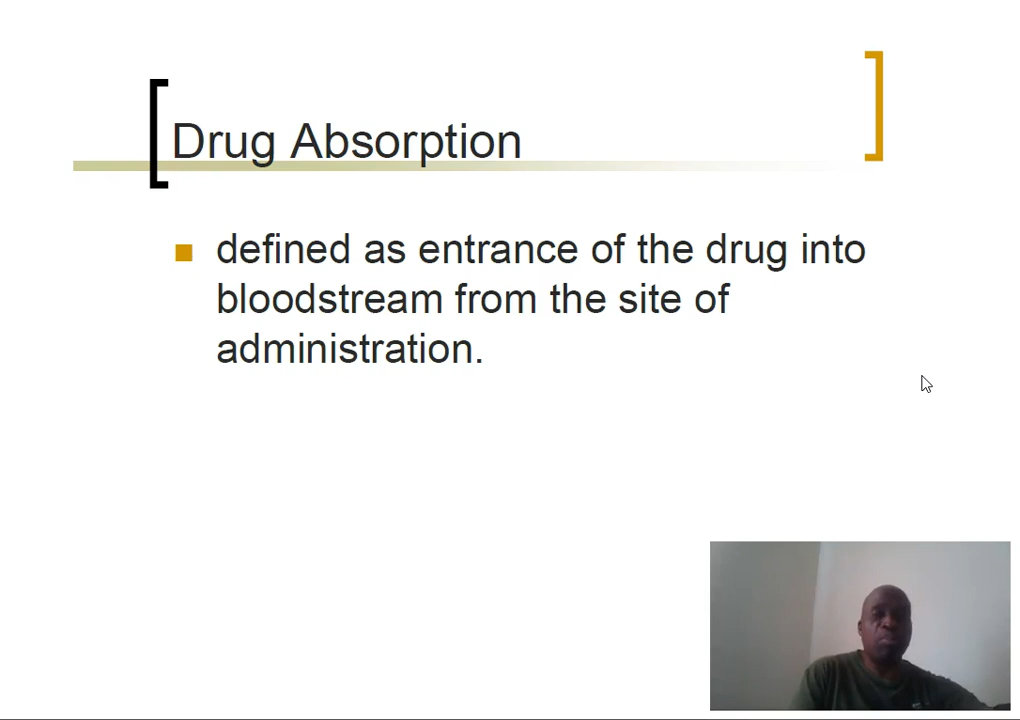 Drug Absorption
defined as entrance of the drug into
bloodstream from the site of
administration.